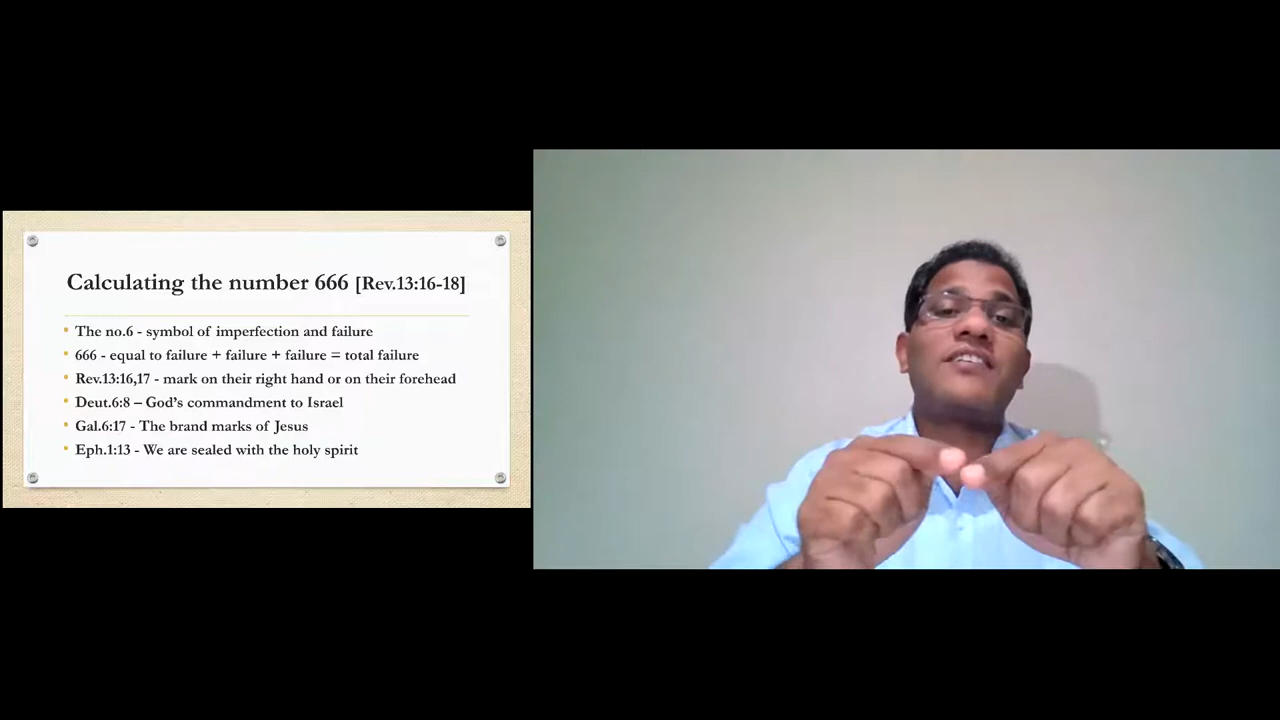 Calculating the number 666 [Rev.13:16-18]
• The no.6 - symbol of imperfection and failure
• 666 - equal to failure + failure + failure = total failure
• Rev.13:16,17 - mark on their right hand or on their forehead
• Deut.6:8 – God’s commandment to Israel
• Gal.6:17 - The brand marks of Jesus
• Eph.1:13 - We are sealed with the holy spirit